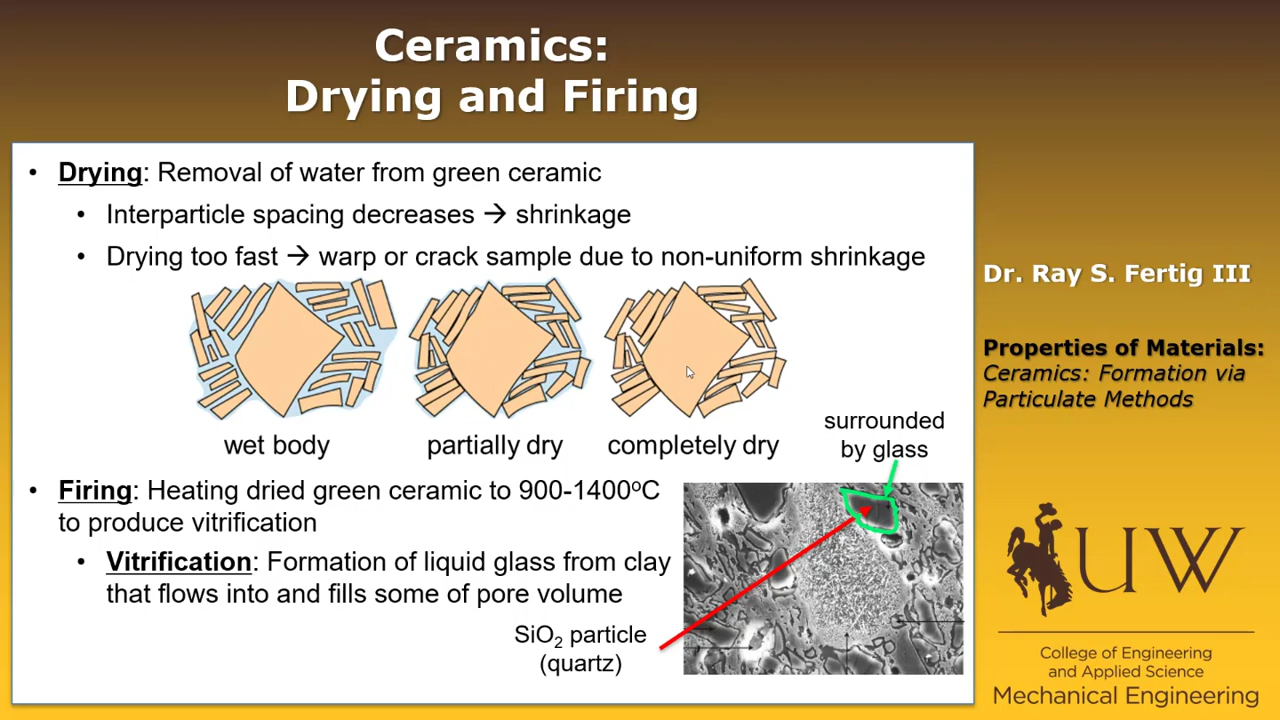 Ceramics:
Drying and Firing
• Drying: Removal of water from green ceramic
• Interparticle spacing decreases → shrinkage
• Drying too fast → warp or crack sample due to non-uniform shrinkage
wet body
partially dry
completely dry
surrounded
by glass
• Firing: Heating dried green ceramic to 900-1400°C
to produce vitrification
• Vitrification: Formation of liquid glass from clay
that flows into and fills some of pore volume
SiO₂ particle
(quartz)
Dr. Ray S. Fertig III
Properties of Materials:
Ceramics: Formation via
Particulate Methods
UW
College of Engineering
and Applied Science
Mechanical Engineering